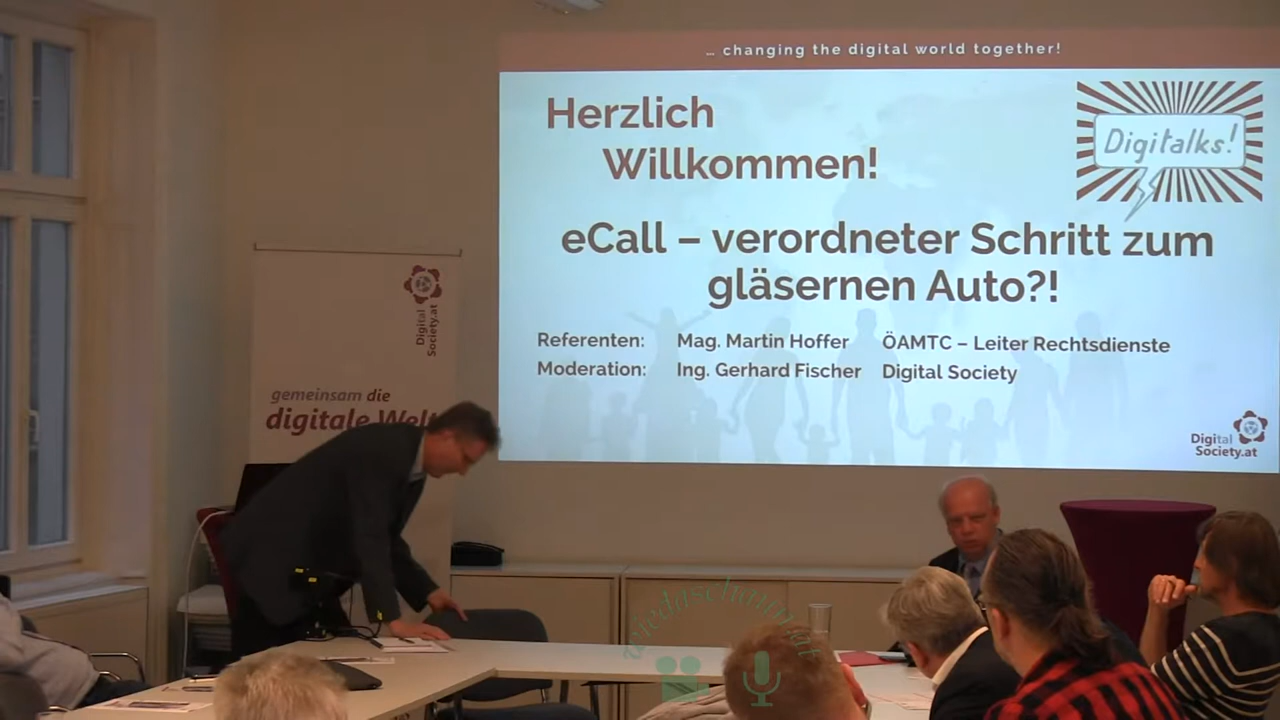 … changing the digital world together!
Herzlich
Willkommen!
Digitalks!
eCall – verordneter Schritt zum
gläsernen Auto?!
Referenten: Mag. Martin Hoffer ÖAMTC – Leiter Rechtsdienste
Moderation: Ing. Gerhard Fischer Digital Society
Digital
Society.at
Digital
Society.at
gemeinsam die
digitale Welt